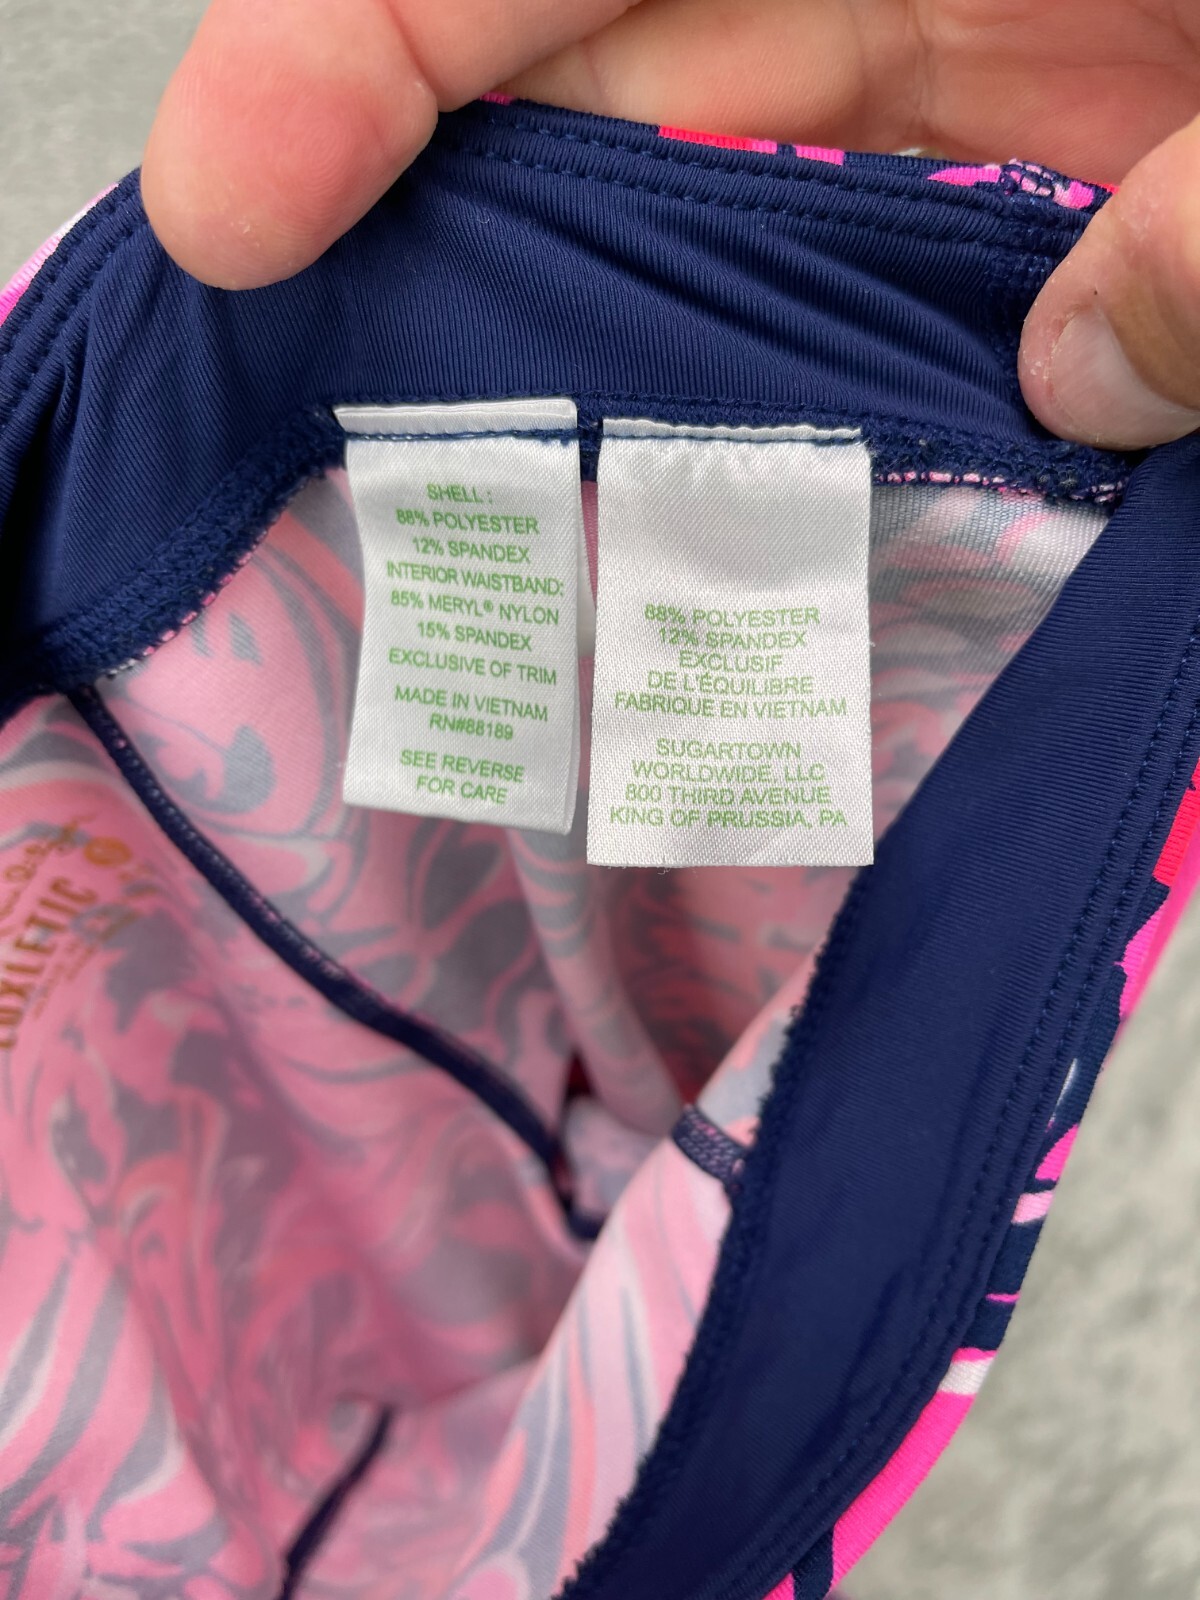 SHELL :
88% POLYESTER
12% SPANDEX
INTERIOR WAISTBAND:
85% MERYL® NYLON
15% SPANDEX
EXCLUSIVE OF TRIM
MADE IN VIETNAM
RN#88189
SEE REVERSE
FOR CARE
88% POLYESTER
12% SPANDEX
EXCLUSIF
DE L'ÉQUILIBRE
FABRIQUE EN VIETNAM
SUGARTOWN
WORLDWIDE, LLC
800 THIRD AVENUE
KING OF PRUSSIA, PA
LUXLETIC